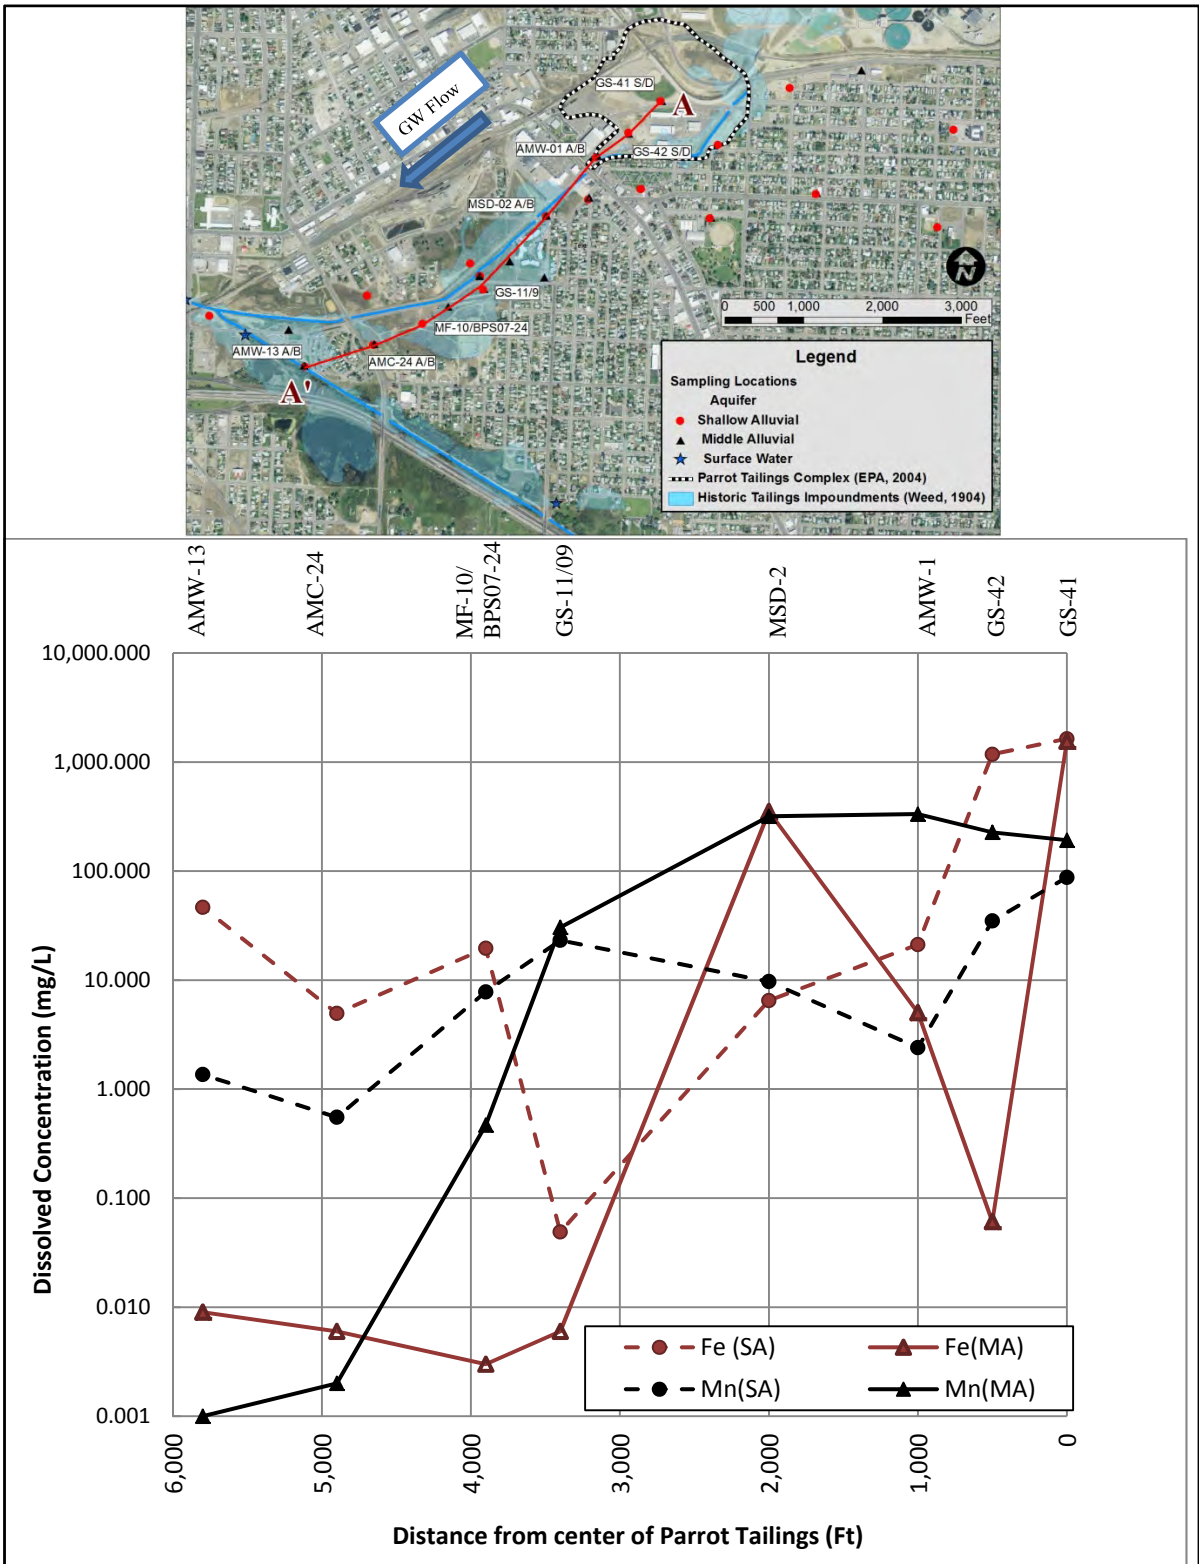 GW Flow
GS-41 S/D
A
AMW-01 A/B
GS-42 S/D
MSD-02 A/B
GS-11/9
MF-10/BPS07-24
AMW-13 A/B
AMC-24 A/B
A'
N
0 500 1,000 2,000 3,000
Feet
Legend
Sampling Locations
Aquifer
Shallow Alluvial
Middle Alluvial
Surface Water
Parrot Tailings Complex (EPA, 2004)
Historic Tailings Impoundments (Weed, 1904)
AMW-13
AMC-24
MF-10/
BPS07-24
GS-11/09
MSD-2
AMW-1
GS-42
GS-41
10,000.000
1,000.000
100.000
10.000
1.000
0.100
0.010
0.001
Dissolved Concentration (mg/L)
Fe (SA)
Fe(MA)
Mn(SA)
Mn(MA)
6,000
5,000
4,000
3,000
2,000
1,000
0
Distance from center of Parrot Tailings (Ft)